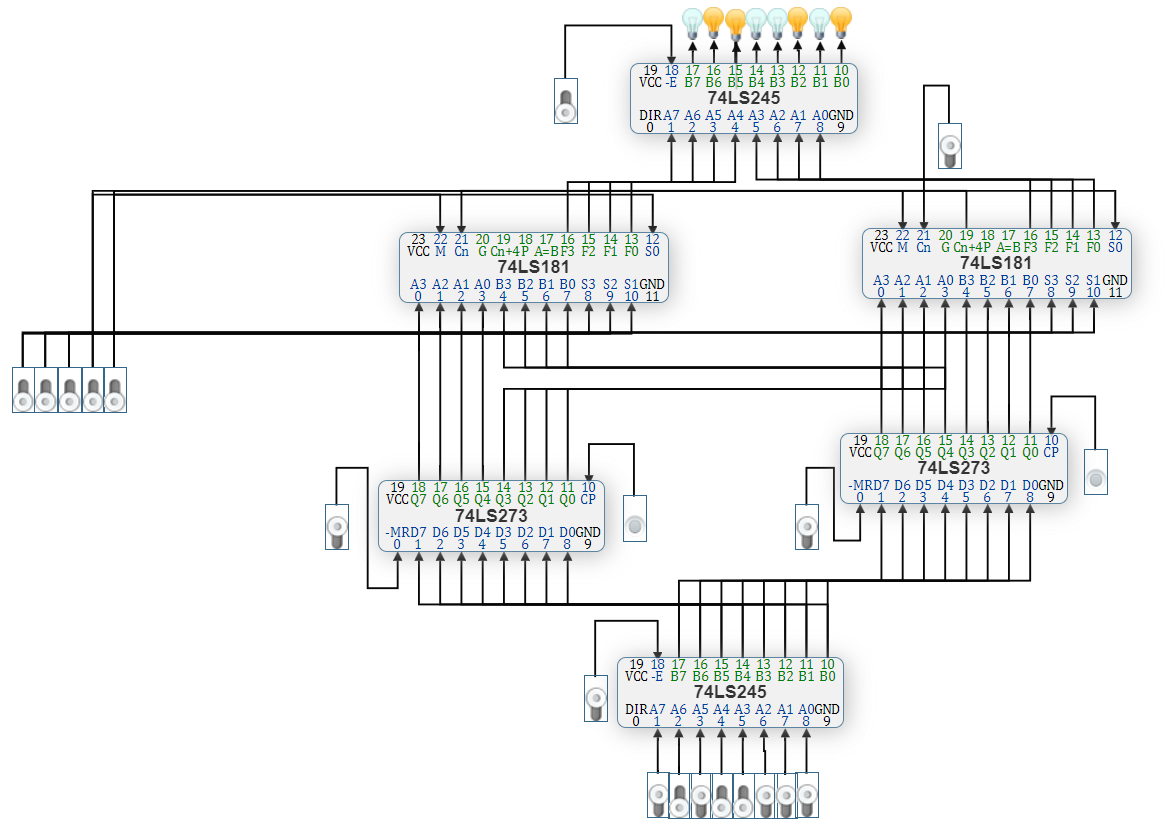 19 18 17 16 15 14 13 12 11 10
VCC -E B7 B6 B5 B4 B3 B2 B1 B0
74LS245
DIR A7 A6 A5 A4 A3 A2 A1 A0 GND
0 1 2 3 4 5 6 7 8 9
23 22 21 20 19 18 17 16 15 14 13 12
VCC M Cn G Cn+4 P A=B F3 F2 F1 F0 S0
74LS181
A3 A2 A1 A0 B3 B2 B1 B0 S3 S2 S1 GND
0 1 2 3 4 5 6 7 8 9 10 11
23 22 21 20 19 18 17 16 15 14 13 12
VCC M Cn G Cn+4 P A=B F3 F2 F1 F0 S0
74LS181
A3 A2 A1 A0 B3 B2 B1 B0 S3 S2 S1 GND
0 1 2 3 4 5 6 7 8 9 10 11
19 18 17 16 15 14 13 12 11 10
VCC Q7 Q6 Q5 Q4 Q3 Q2 Q1 Q0 CP
74LS273
-MR D7 D6 D5 D4 D3 D2 D1 D0 GND
0 1 2 3 4 5 6 7 8 9
19 18 17 16 15 14 13 12 11 10
VCC Q7 Q6 Q5 Q4 Q3 Q2 Q1 Q0 CP
74LS273
-MR D7 D6 D5 D4 D3 D2 D1 D0 GND
0 1 2 3 4 5 6 7 8 9
19 18 17 16 15 14 13 12 11 10
VCC -E B7 B6 B5 B4 B3 B2 B1 B0
74LS245
DIR A7 A6 A5 A4 A3 A2 A1 A0 GND
0 1 2 3 4 5 6 7 8 9